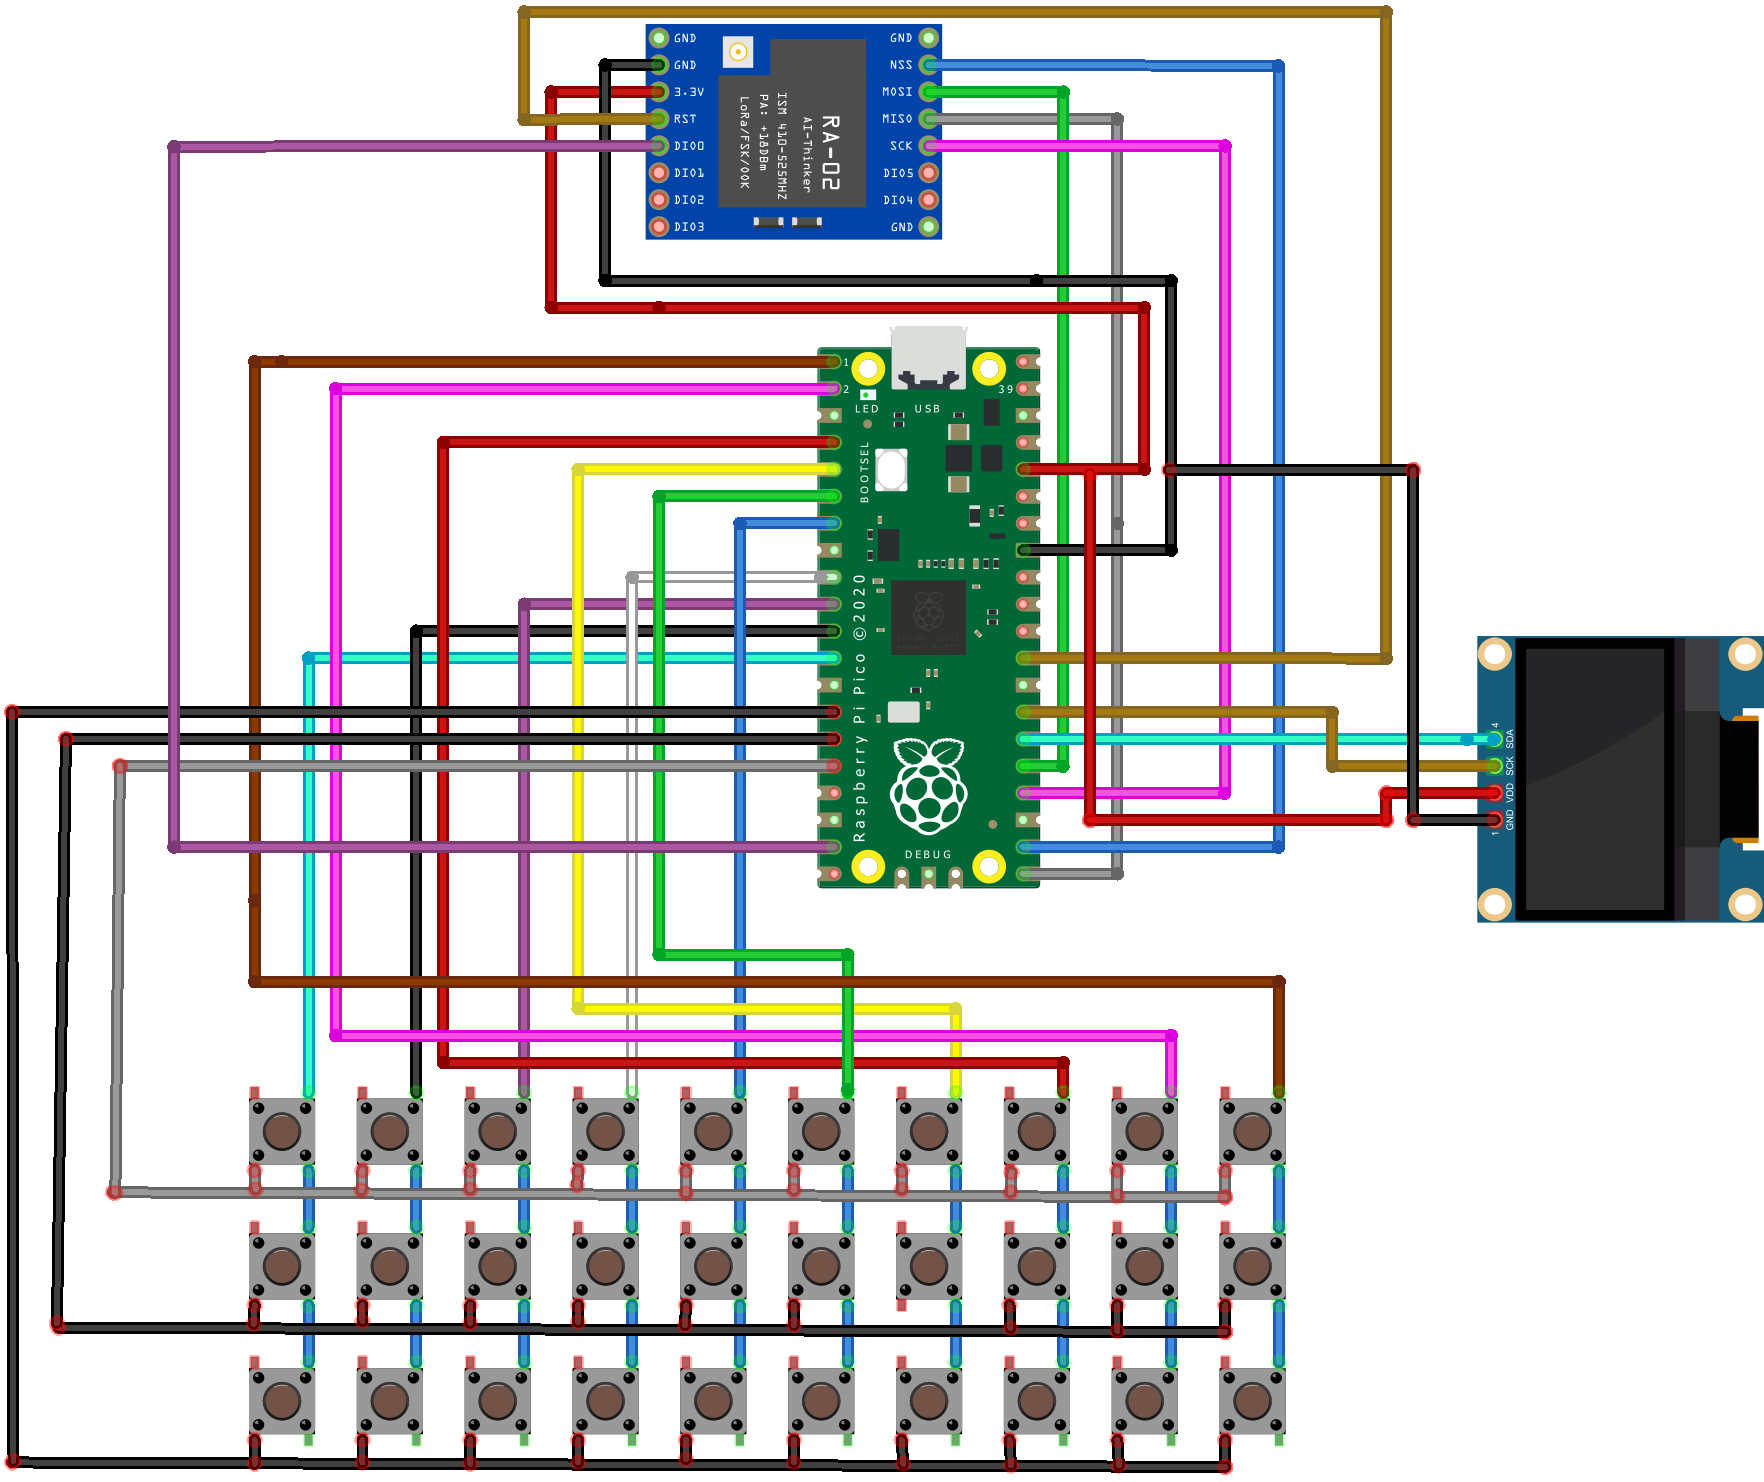 GND
GND
3.3V
RST
DIO0
DIO1
DIO2
DIO3
GND
NSS
MOSI
MISO
SCK
DIO5
DIO4
GND
RA-02
AI-Thinker
ISM 410-525MHZ
PA: +18DBm
LoRa/FSK/OOK
1
2
39
LED
USB
BOOTSEL
Raspberry Pi Pico ©2020
DEBUG
4
SDA
SCK
VDD
GND
1